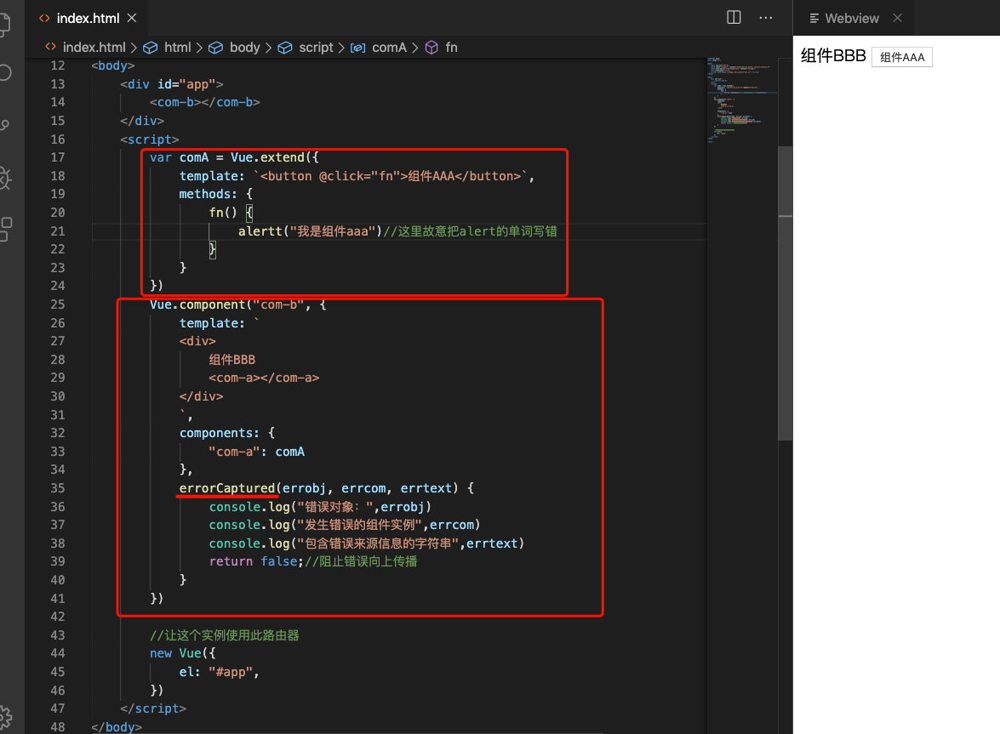 index.html
Webview
index.html > html > body > script > comA > fn
组件BBB 组件AAA
12 <body>
13 <div id="app">
14 <com-b></com-b>
15 </div>
16 <script>
17 var comA = Vue.extend({
18 template: `<button @click="fn">组件AAA</button>`,
19 methods: {
20 fn() {
21 alertt("我是组件aaa")//这里故意把alert的单词写错
22 }
23 }
24 })
25 Vue.component("com-b", {
26 template: `
27 <div>
28 组件BBB
29 <com-a></com-a>
30 </div>
31 `,
32 components: {
33 "com-a": comA
34 },
35 errorCaptured(errobj, errcom, errtext) {
36 console.log("错误对象：",errobj)
37 console.log("发生错误的组件实例",errcom)
38 console.log("包含错误来源信息的字符串",errtext)
39 return false;//阻止错误向上传播
40 }
41 })
42
43 //让这个实例使用此路由器
44 new Vue({
45 el: "#app",
46 })
47 </script>
48 </body>